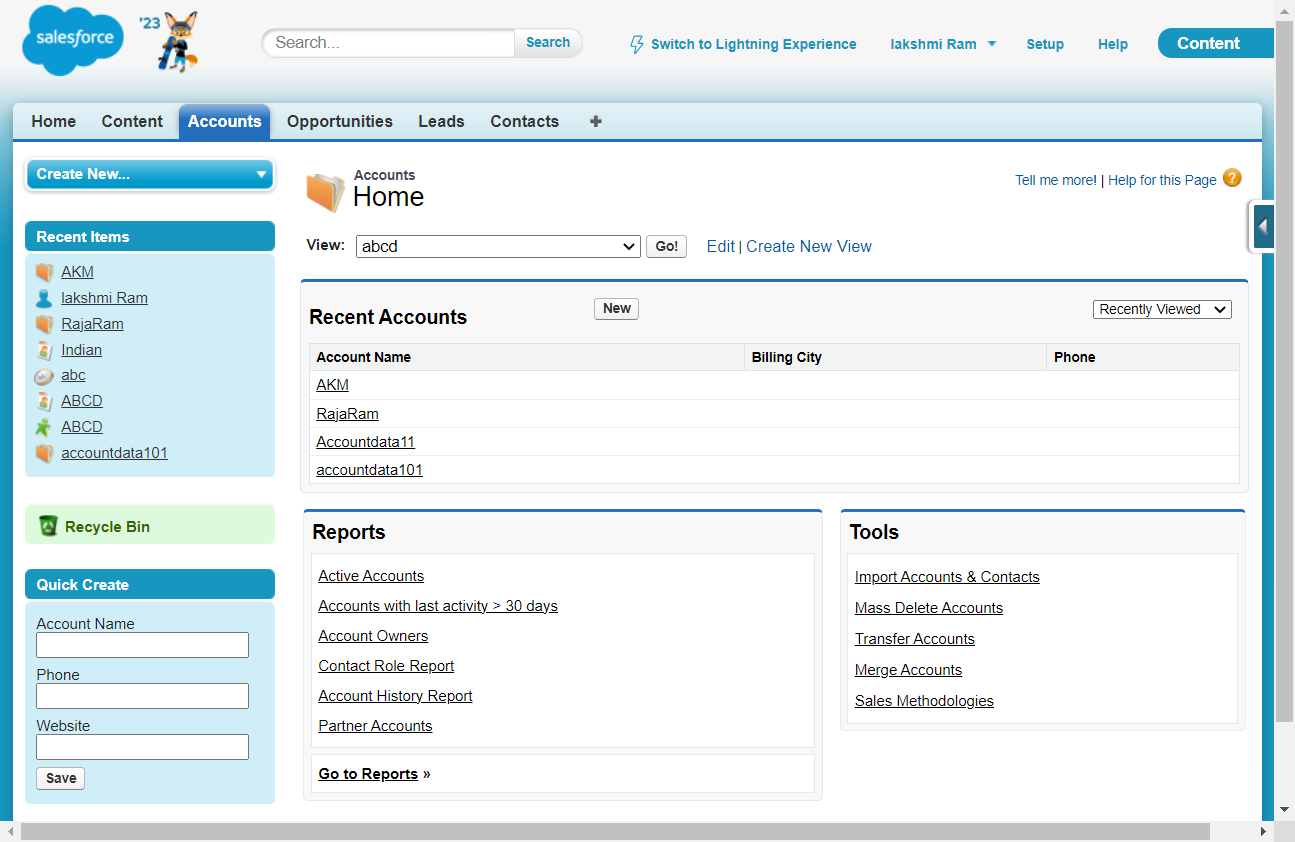 salesforce
'23
Search...
Search
Switch to Lightning Experience
lakshmi Ram
Setup
Help
Content
Home
Content
Accounts
Opportunities
Leads
Contacts
Create New...
Recent Items
AKM
lakshmi Ram
RajaRam
Indian
abc
ABCD
ABCD
accountdata101
Recycle Bin
Quick Create
Account Name
Phone
Website
Save
Accounts
Home
Tell me more! | Help for this Page
View: abcd Go! Edit | Create New View
Recent Accounts
New
Recently Viewed
Account Name Billing City Phone
AKM
RajaRam
Accountdata11
accountdata101
Reports
Active Accounts
Accounts with last activity > 30 days
Account Owners
Contact Role Report
Account History Report
Partner Accounts
Go to Reports »
Tools
Import Accounts & Contacts
Mass Delete Accounts
Transfer Accounts
Merge Accounts
Sales Methodologies